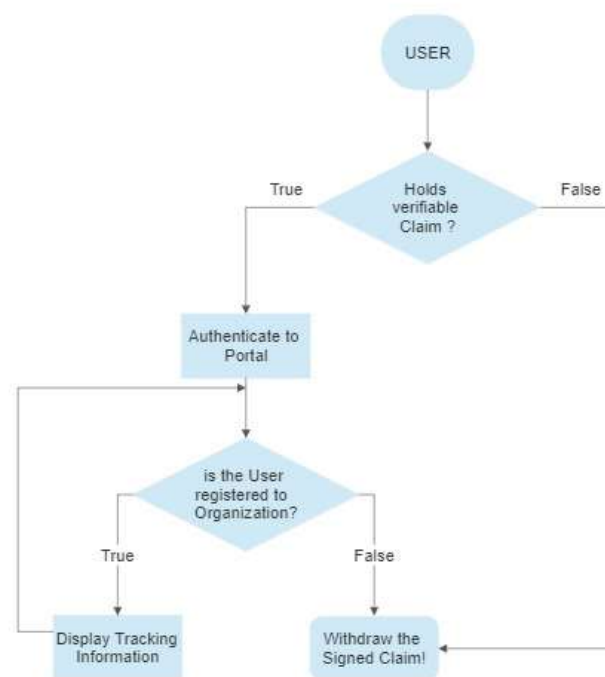 USER
True
Holds
verifiable
Claim ?
False
Authenticate to
Portal
is the User
registered to
Organization?
True
False
Display Tracking
Information
Withdraw the
Signed Claim!